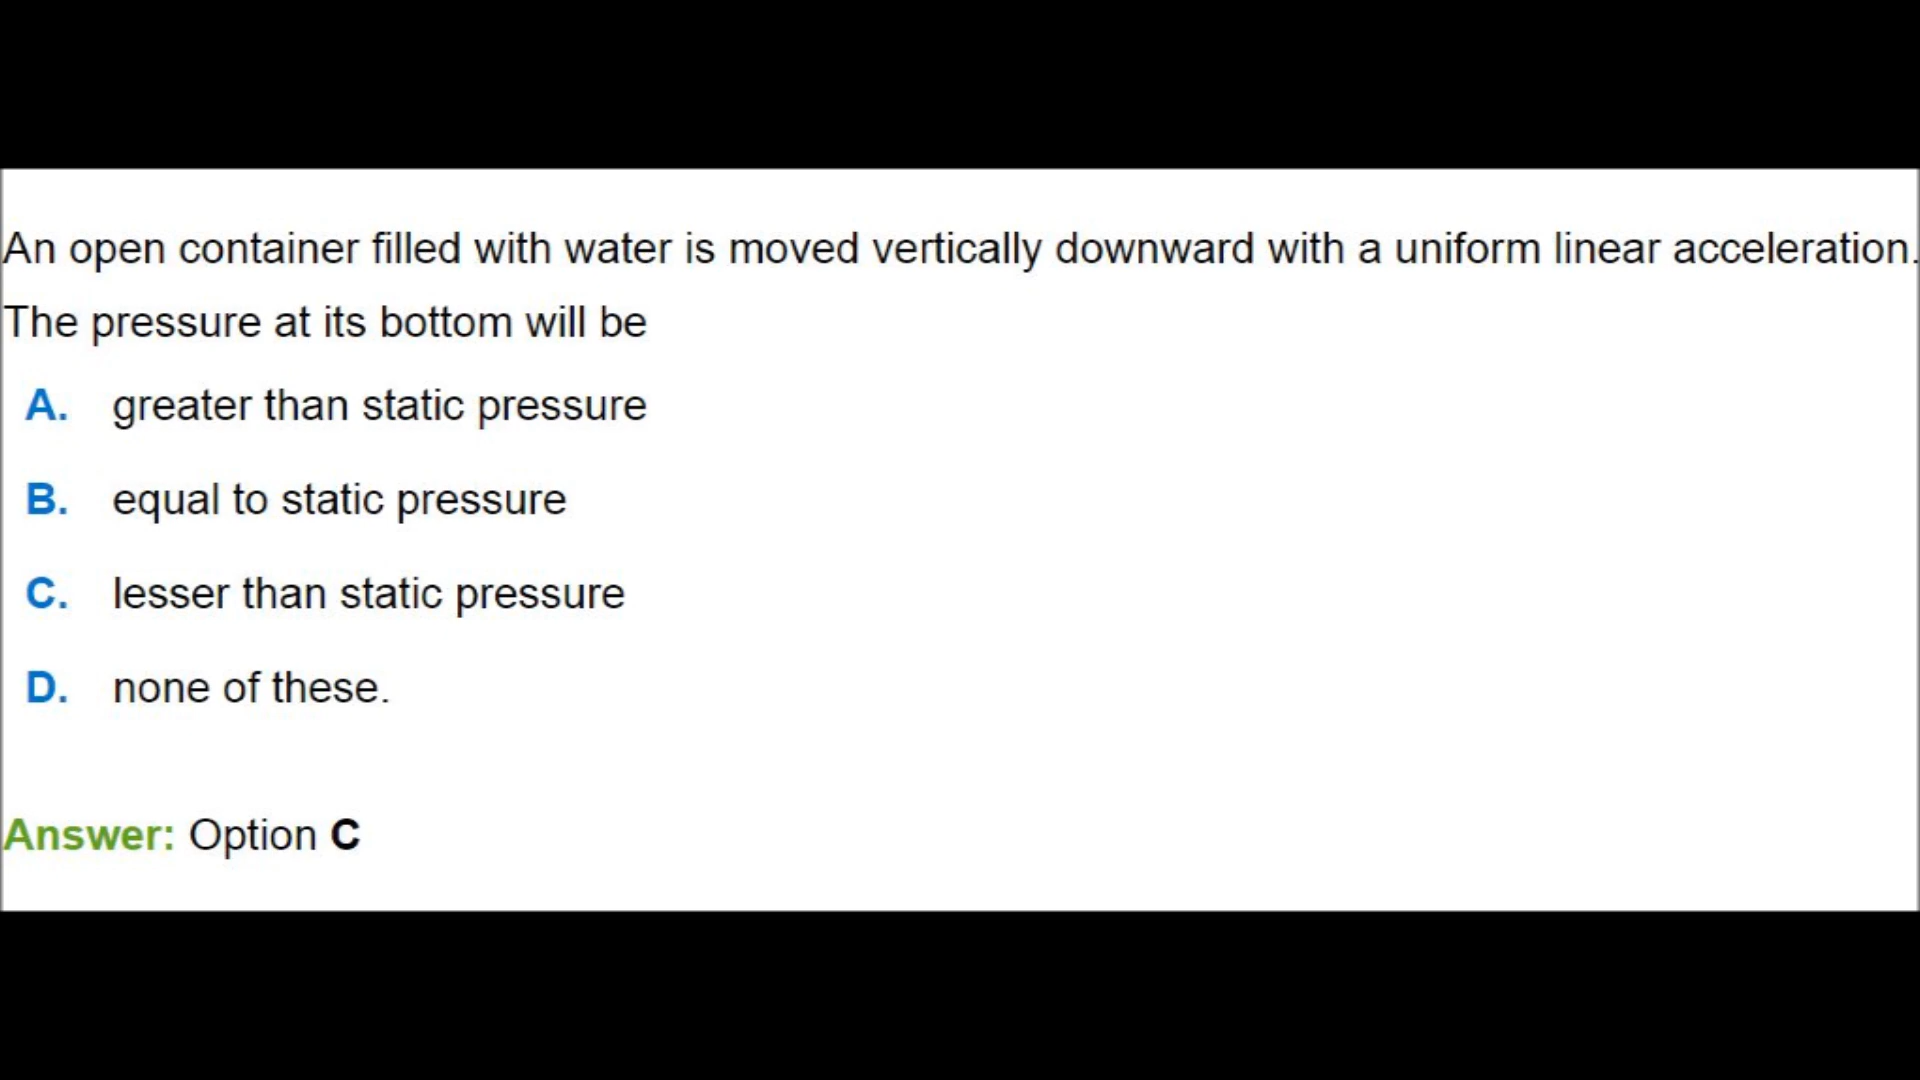 An open container filled with water is moved vertically downward with a uniform linear acceleration.
The pressure at its bottom will be
A. greater than static pressure
B. equal to static pressure
C. lesser than static pressure
D. none of these.
Answer: Option C